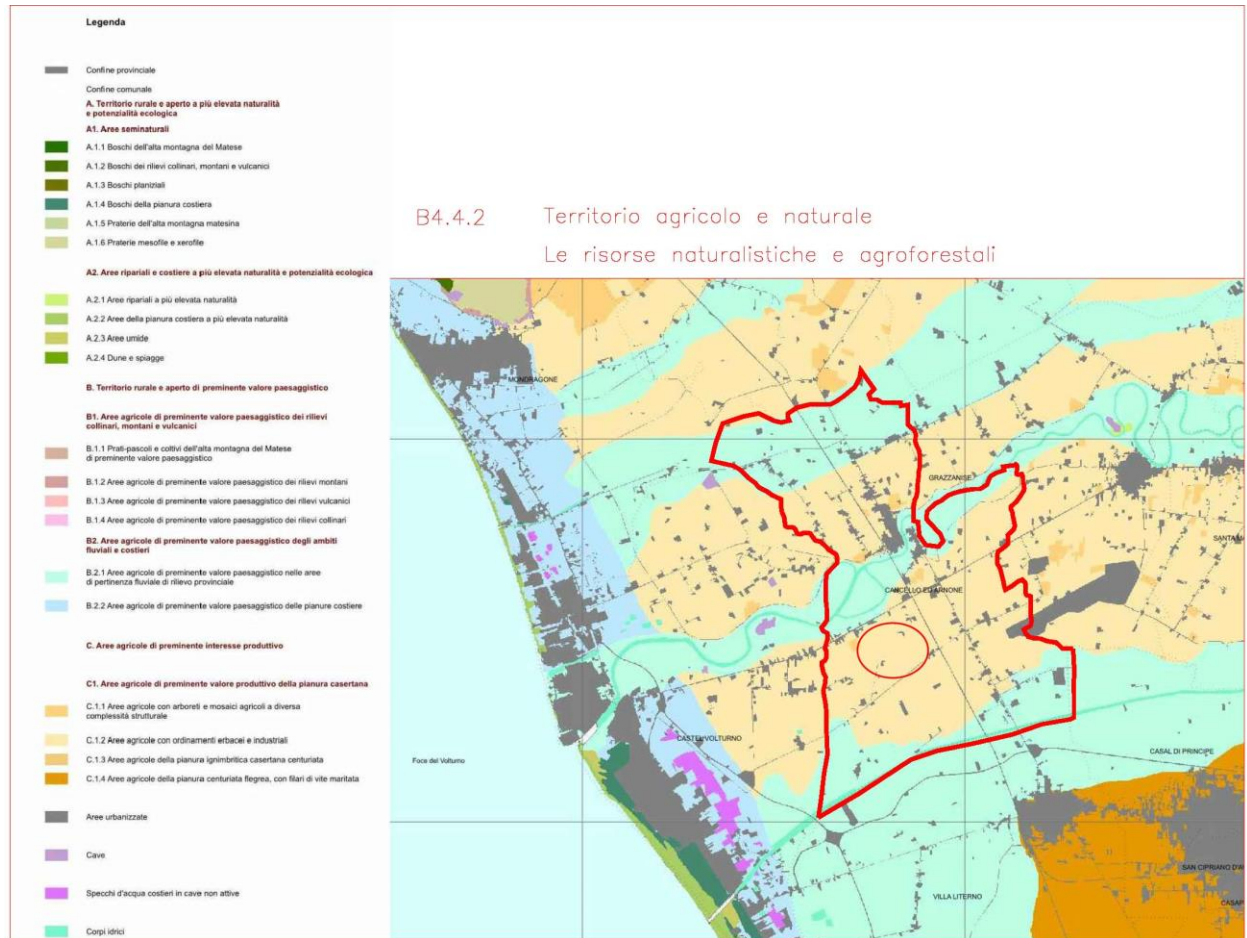 Legenda
Confine provinciale
Confine comunale
A. Territorio rurale e aperto a più elevata naturalità
e potenzialità ecologica
A1. Aree seminaturali
A.1.1 Boschi dell'alta montagna del Matese
A.1.2 Boschi dei rilievi collinari, montani e vulcanici
A.1.3 Boschi planiziali
A.1.4 Boschi della pianura costiera
A.1.5 Praterie dell'alta montagna matesina
A.1.6 Praterie mesofile e xerofile
A2. Aree ripariali e costiere a più elevata naturalità e potenzialità ecologica
A.2.1 Aree ripariali a più elevata naturalità
A.2.2 Aree della pianura costiera a più elevata naturalità
A.2.3 Aree umide
A.2.4 Dune e spiagge
B. Territorio rurale e aperto di preminente valore paesaggistico
B1. Aree agricole di preminente valore paesaggistico dei rilievi
collinari, montani e vulcanici
B.1.1 Prati-pascoli e coltivi dell'alta montagna del Matese
di preminente valore paesaggistico
B.1.2 Aree agricole di preminente valore paesaggistico dei rilievi montani
B.1.3 Aree agricole di preminente valore paesaggistico dei rilievi vulcanici
B.1.4 Aree agricole di preminente valore paesaggistico dei rilievi collinari
B2. Aree agricole di preminente valore paesaggistico degli ambiti
fluviali e costieri
B.2.1 Aree agricole di preminente valore paesaggistico nelle aree
di pertinenza fluviale di rilievo provinciale
B.2.2 Aree agricole di preminente valore paesaggistico delle pianure costiere
C. Aree agricole di preminente interesse produttivo
C1. Aree agricole di preminente valore produttivo della pianura casertana
C.1.1 Aree agricole con arboreti e mosaici agricoli a diversa
complessità strutturale
C.1.2 Aree agricole con ordinamenti erbacei e industriali
C.1.3 Aree agricole della pianura ignimbritica casertana centuriata
C.1.4 Aree agricole della pianura centuriata flegrea, con filari di vite maritata
Aree urbanizzate
Cave
Specchi d'acqua costieri in cave non attive
Corpi idrici
B4.4.2 Territorio agricolo e naturale
Le risorse naturalistiche e agroforestali
MONDRAGONE
GRAZZANISE
SANTA M
CANCELLO ED ARNONE
CASTELVOLTURNO
CASAL DI PRINCIPE
Foce del Volturno
SAN CIPRIANO D'A
VILLA LITERNO
CASAP